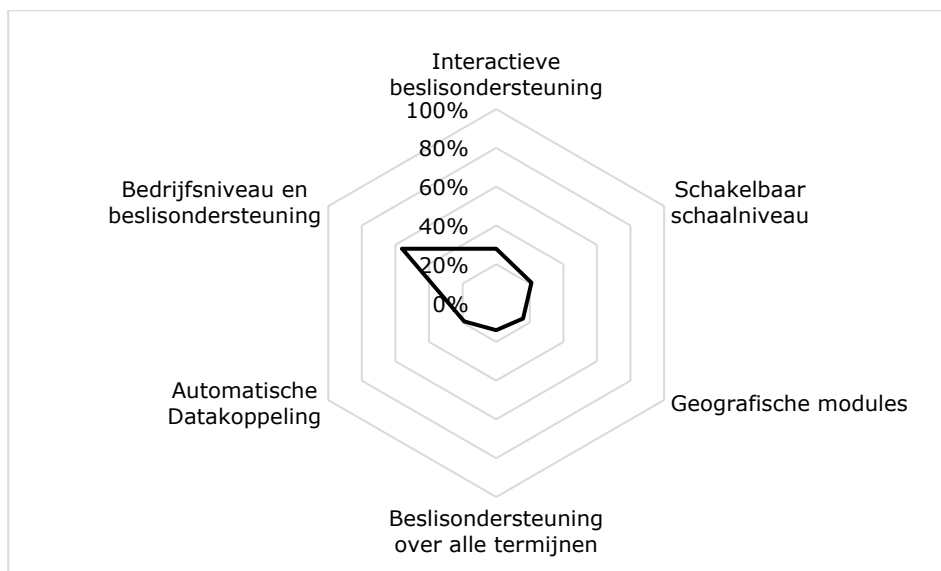 Interactieve
beslisondersteuning
100%
80%
60%
40%
20%
0%
Schakelbaar
schaalniveau
Geografische modules
Beslisondersteuning
over alle termijnen
Automatische
Datakoppeling
Bedrijfsniveau en
beslisondersteuning